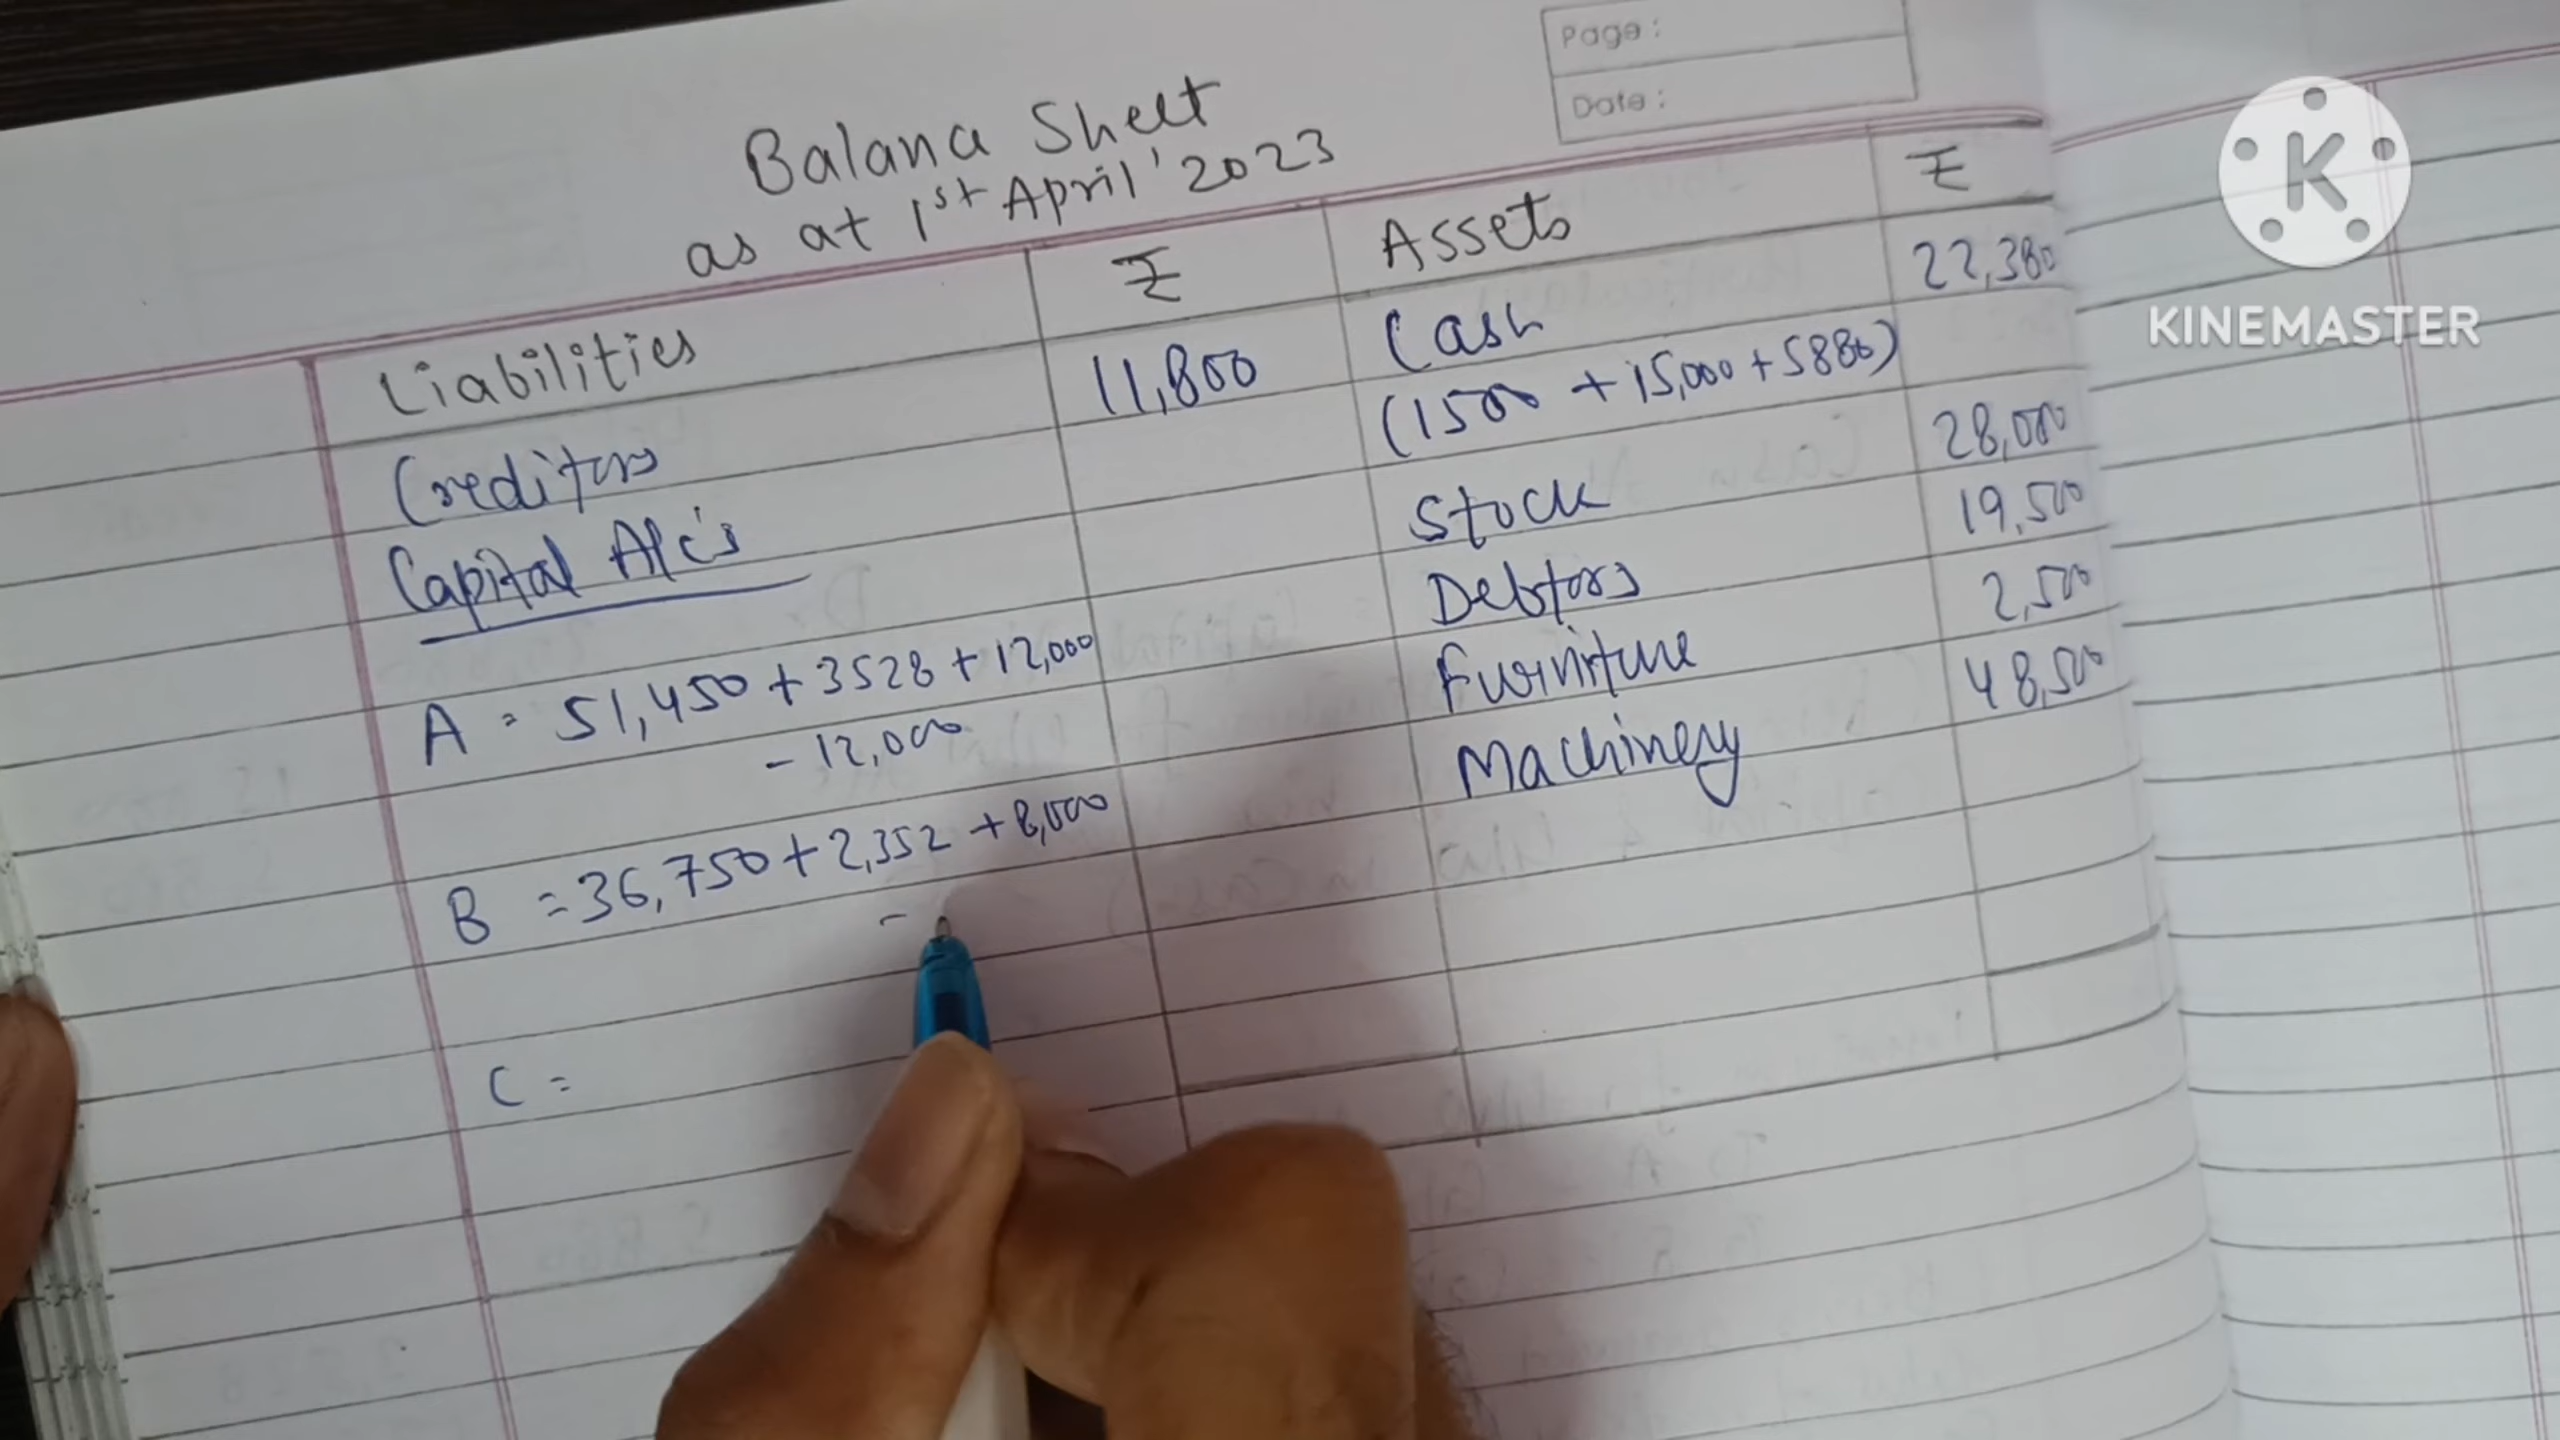 Page :
Date :
Balance Sheet
as at 1st April' 2023
Liabilities ₹ Assets ₹
Creditors 11,800 Cash 22,380
(1500 + 15,000 + 5880)
Capital A/c's
Stock 28,000
Debtors 19,500
A = 51,450 + 3528 + 12,000 Furniture 2,500
- 12,000 Machinery 48,500
B = 36,750 + 2,352 + 8,000
-
C =
K
KINEMASTER